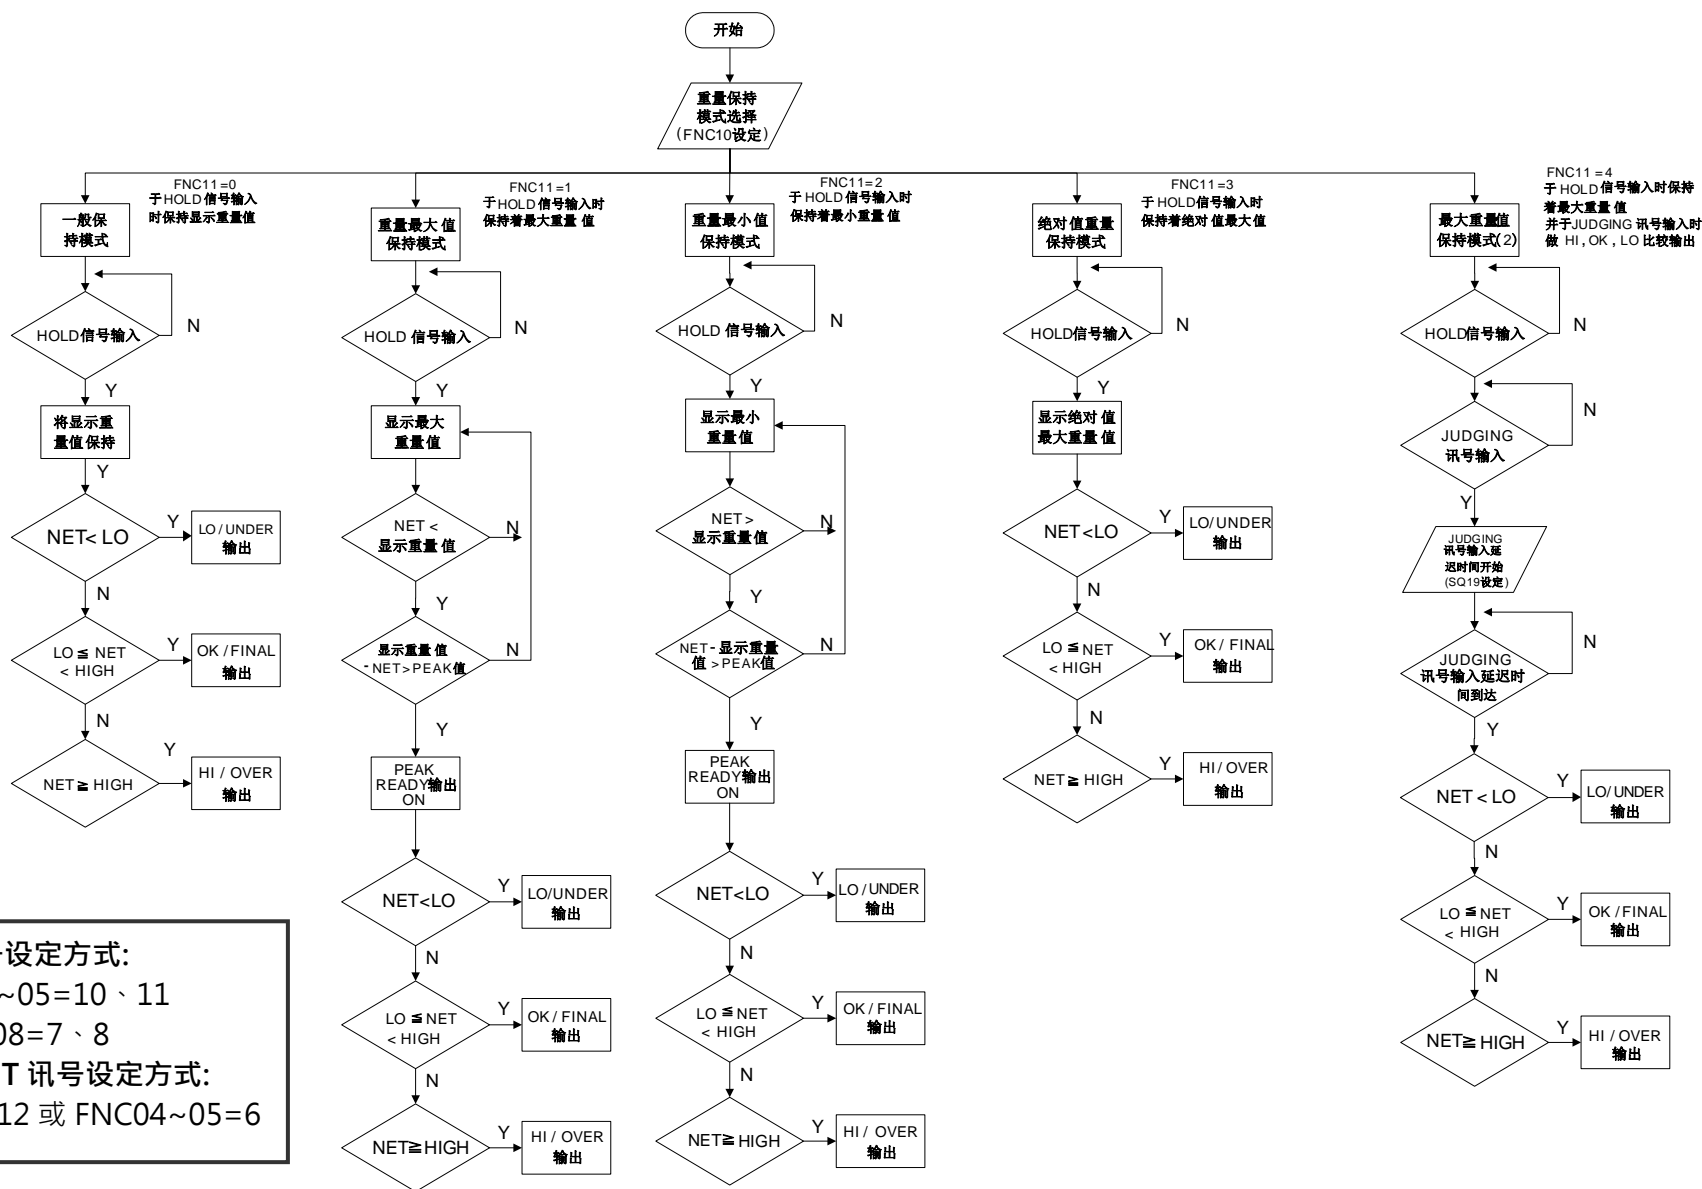 开始
重量保持
模式选择
(FNC10设定)
FNC11=0
于HOLD信号输入
时保持显示重量值
一般保
持模式
HOLD信号输入
N
Y
将显示重
量值保持
Y
NET<LO
Y
LO/UNDER
输出
N
LO≦NET
<HIGH
Y
OK/FINAL
输出
N
NET≧HIGH
Y
HI/OVER
输出
FNC11=1
于HOLD信号输入时
保持着最大重量值
重量最大值
保持模式
HOLD 信号输入
N
Y
显示最大
重量值
NET<
显示重量值
N
Y
显示重量值
-NET>PEAK值
N
Y
PEAK
READY输出
ON
NET<LO
Y
LO/UNDER
输出
N
LO≦NET
<HIGH
Y
OK/FINAL
输出
N
NET≧HIGH
Y
HI/OVER
输出
FNC11=2
于HOLD信号输入时
保持着最小重量值
重量最小值
保持模式
HOLD 信号输入
N
Y
显示最小
重量值
NET>
显示重量值
N
Y
NET-显示重量
值>PEAK值
N
Y
PEAK
READY输出
ON
NET<LO
Y
LO/UNDER
输出
N
LO≦NET
<HIGH
Y
OK/FINAL
输出
N
NET≧HIGH
Y
HI/OVER
输出
FNC11=3
于HOLD信号输入时
保持着绝对值最大值
绝对值重量
保持模式
HOLD信号输入
N
Y
显示绝对值
最大重量值
NET<LO
Y
LO/UNDER
输出
N
LO≦NET
<HIGH
Y
OK/FINAL
输出
N
NET≧HIGH
Y
HI/OVER
输出
FNC11=4
于HOLD信号输入时保持
着最大重量值
并于JUDGING讯号输入时
做 HI,OK,LO比较输出
最大重量值
保持模式(2)
HOLD信号输入
N
JUDGING
讯号输入
N
Y
JUDGING
讯号输入延
迟时间开始
(SQ19设定)
JUDGING
讯号输入延迟时
间到达
N
Y
NET<LO
Y
LO/UNDER
输出
N
LO≦NET
<HIGH
Y
OK/FINAL
输出
N
NET≧HIGH
Y
HI/OVER
输出
设定方式:
~05=10、11
08=7、8
T 讯号设定方式:
12 或 FNC04~05=6